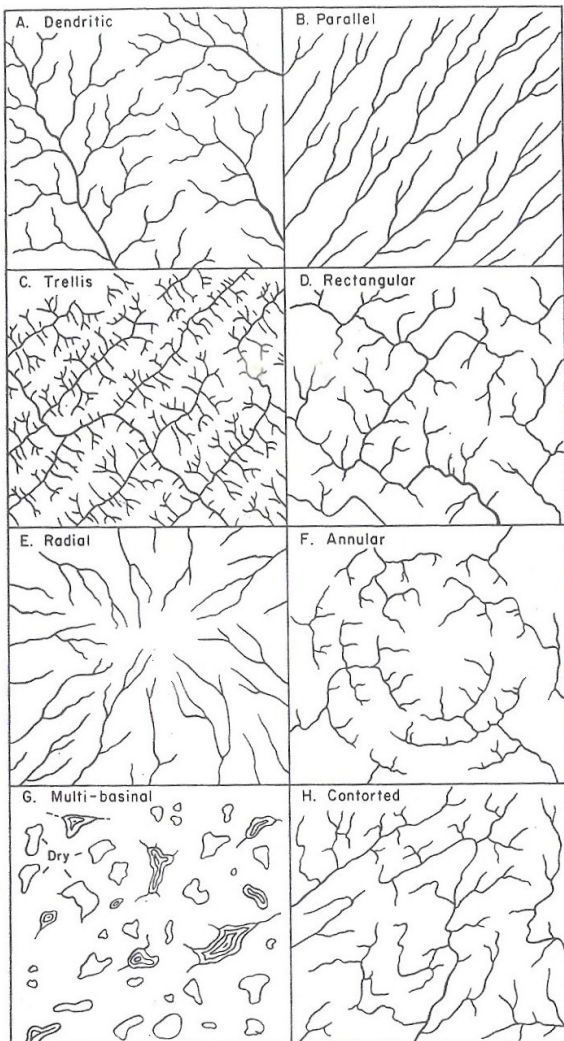 A. Dendritic
B. Parallel
C. Trellis
D. Rectangular
E. Radial
F. Annular
G. Multi-basinal
Dry
H. Contorted